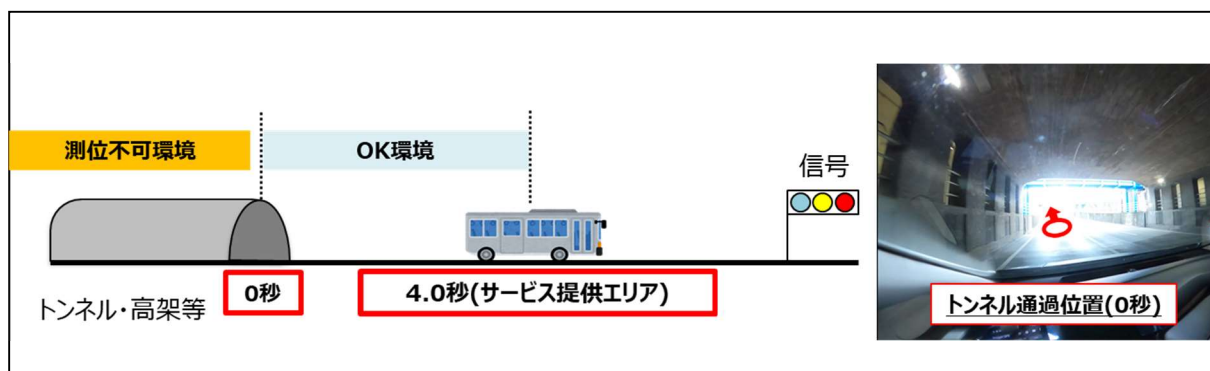 測位不可環境
OK環境
信号
0秒
4.0秒(サービス提供エリア)
トンネル・高架等
トンネル通過位置(0秒)